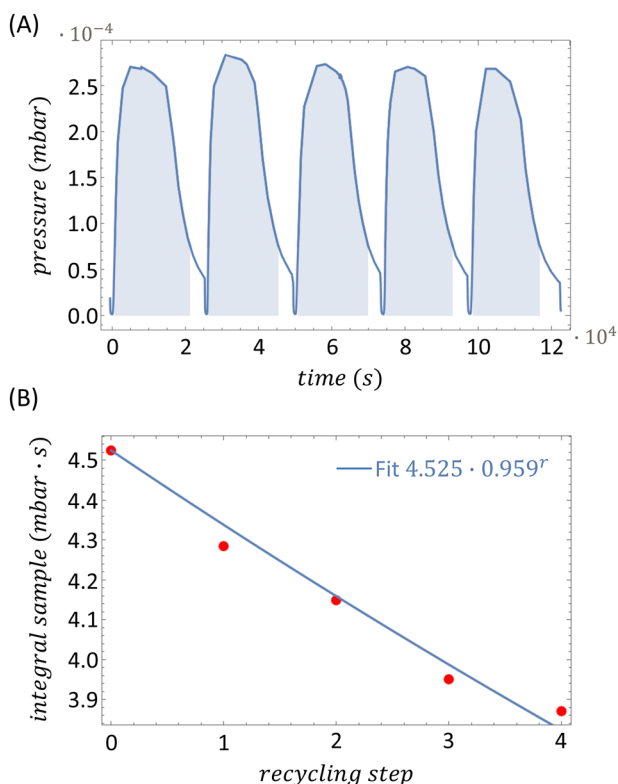 (A)
· 10⁻⁴
2.5
2.0
1.5
1.0
0.5
0.0
pressure (mbar)
0 2 4 6 8 10 12
· 10⁴
time (s)
(B)
4.5
4.4
4.3
4.2
4.1
4.0
3.9
integral sample (mbar · s)
Fit 4.525 · 0.959ʳ
0 1 2 3 4
recycling step